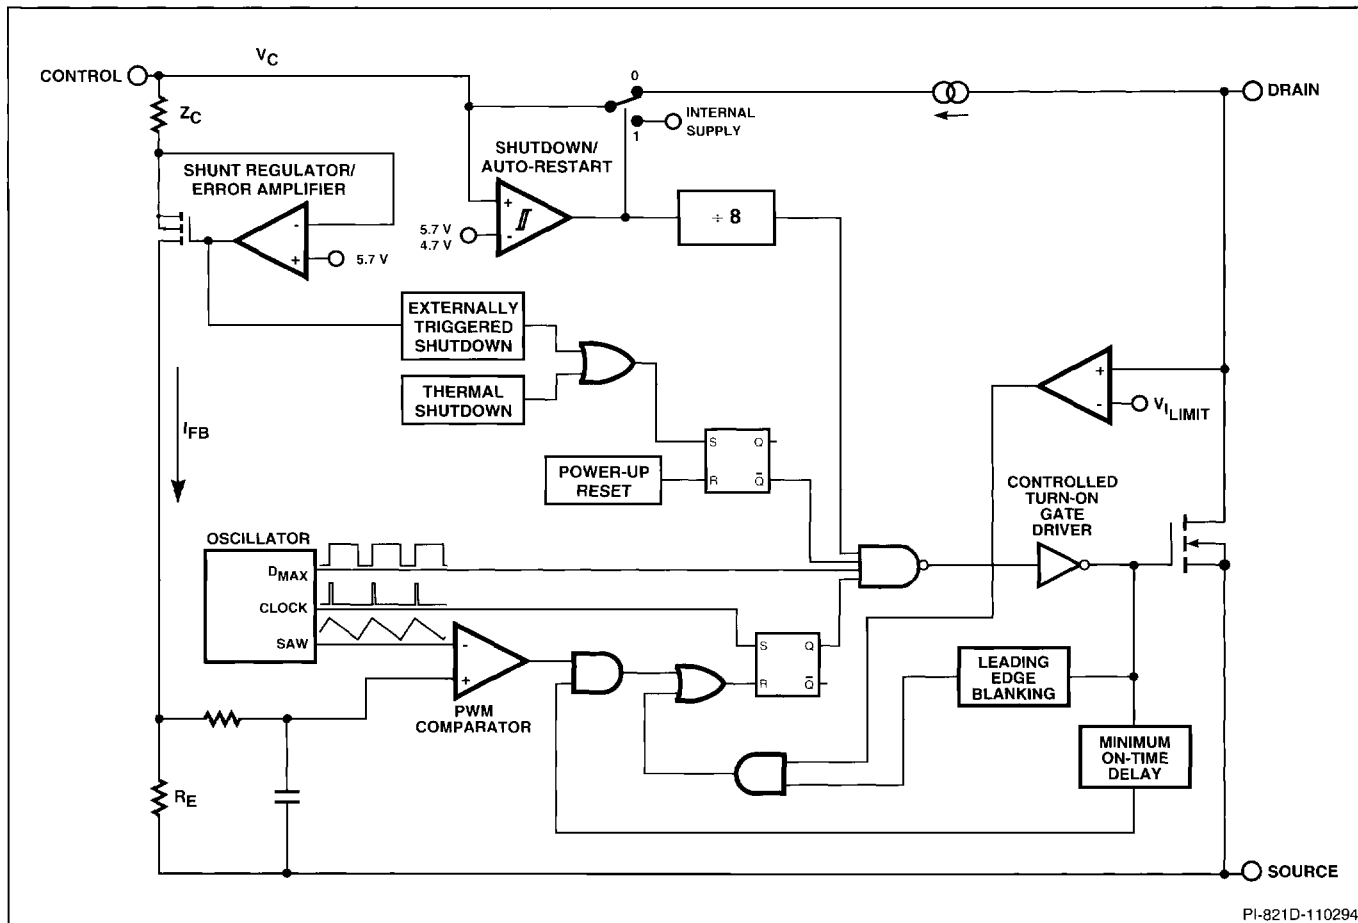 V_C
CONTROL
0
DRAIN
Z_C
INTERNAL
SUPPLY
1
SHUTDOWN/
AUTO-RESTART
SHUNT REGULATOR/
ERROR AMPLIFIER
+
-
÷ 8
5.7 V
4.7 V
-
+
5.7 V
EXTERNALLY
TRIGGERED
SHUTDOWN
THERMAL
SHUTDOWN
+
-
V_I_LIMIT
I_FB
S Q
R Q̅
POWER-UP
RESET
CONTROLLED
TURN-ON
GATE
DRIVER
OSCILLATOR
D_MAX
CLOCK
SAW
-
+
PWM
COMPARATOR
S Q
R Q̅
LEADING
EDGE
BLANKING
MINIMUM
ON-TIME
DELAY
R_E
SOURCE
PI-821D-110294